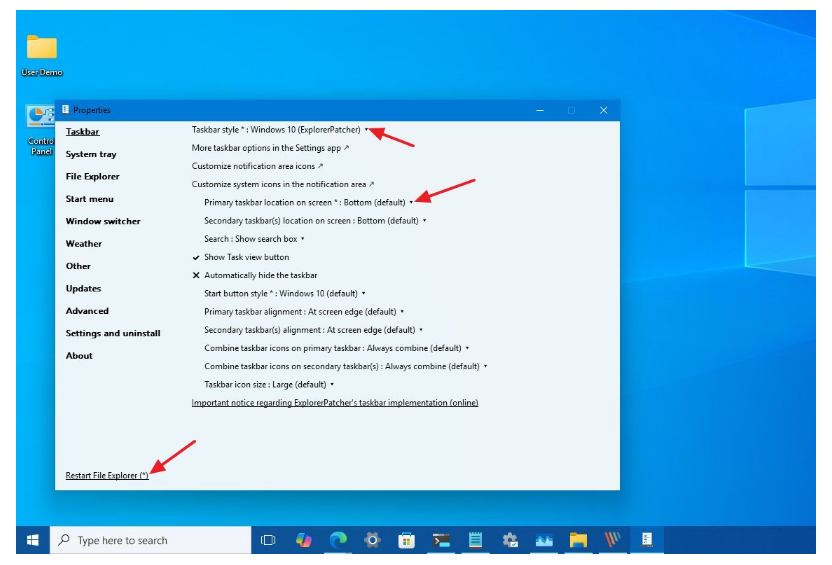 User Demo
Control
Panel
Properties
Taskbar
System tray
File Explorer
Start menu
Window switcher
Weather
Other
Updates
Advanced
Settings and uninstall
About
Restart File Explorer (*)
Taskbar style * : Windows 10 (ExplorerPatcher)
More taskbar options in the Settings app
Customize notification area icons
Customize system icons in the notification area
Primary taskbar location on screen * : Bottom (default)
Secondary taskbar(s) location on screen : Bottom (default)
Search : Show search box
Show Task view button
Automatically hide the taskbar
Start button style * : Windows 10 (default)
Primary taskbar alignment : At screen edge (default)
Secondary taskbar(s) alignment : At screen edge (default)
Combine taskbar icons on primary taskbar : Always combine (default)
Combine taskbar icons on secondary taskbar(s) : Always combine (default)
Taskbar icon size : Large (default)
Important notice regarding ExplorerPatcher's taskbar implementation (online)
Type here to search